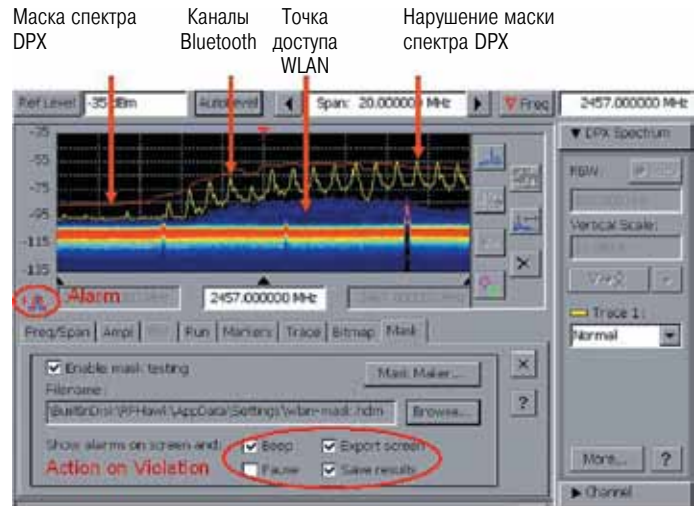 Маска спектра DPX
Каналы Bluetooth
Точка доступа WLAN
Нарушение маски спектра DPX
Ref Level -35 dBm Autolevel Span: 20.000000 MHz Freq 2457.000000 MHz
DPX Spectrum
-35
-55
-75
-95
-115
-135
RBW:
Vertical Scale:
Alarm
2457.000000 MHz
Trace 1:
Normal
Freq/Span Ampl Run Markers Trace Bitmap Mask
Enable mask testing
Mask Maker...
Filename:
Browse...
?
Show alarms on screen and:
Beep
Export screen
Action on Violation
Pause
Save results
More... ?
Channel